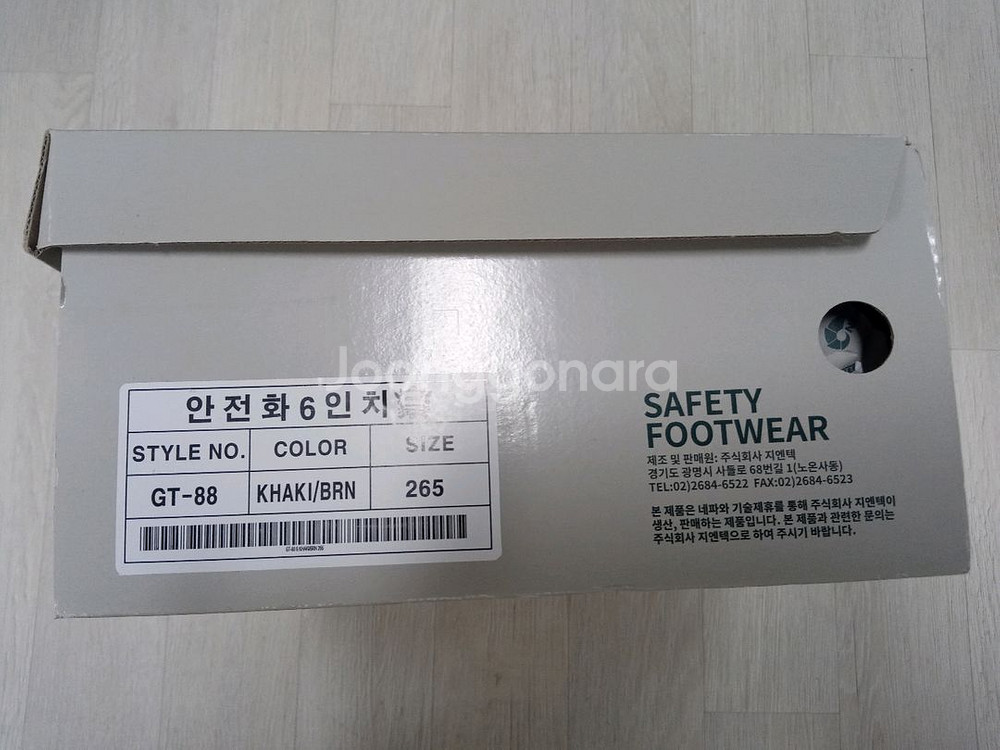 Joonggonara
안전화6인치
STYLE NO. COLOR SIZE
GT-88 KHAKI/BRN 265
SAFETY
FOOTWEAR
제조 및 판매원: 주식회사 지엔텍
경기도 광명시 사들로 68번길 1(노온사동)
TEL:02)2684-6522 FAX:02)2684-6523
본 제품은 네파와 기술제휴를 통해 주식회사 지엔텍이
생산, 판매하는 제품입니다. 본 제품과 관련한 문의는
주식회사 지엔텍으로 하여 주시기 바랍니다.